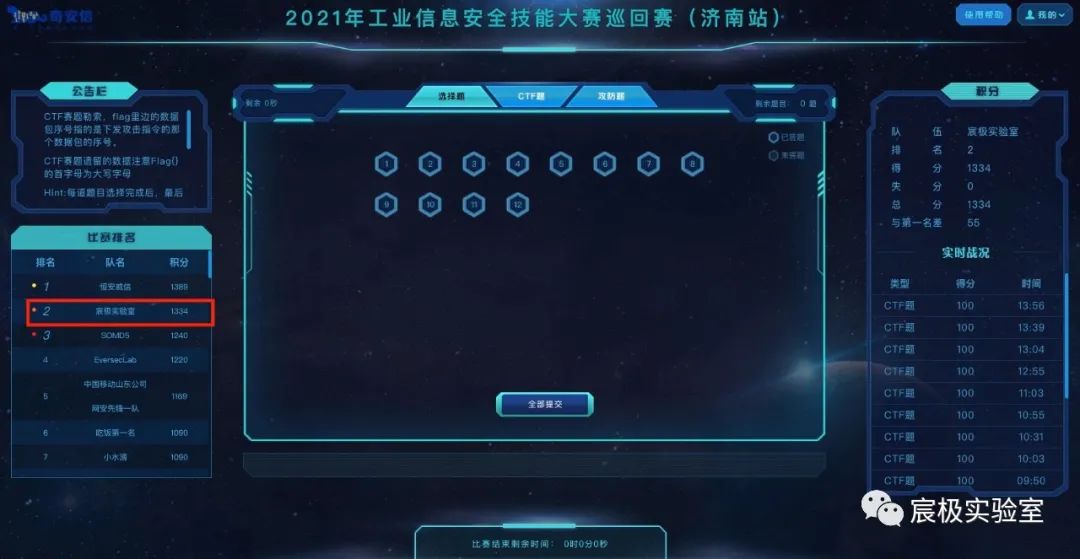 奇安信
2021年工业信息安全技能大赛巡回赛（济南站）
使用帮助
我的
公告栏
CTF赛题勒索，flag里边的数据
包序号指的是下发攻击指令的那
个数据包的序号。
CTF赛题遗留的数据注意Flag{}
的首字母为大写字母
Hint:每道题目选择完成后，最后
比赛排名
排名 队名 积分
1 恒安嘉信 1389
2 宸极实验室 1334
3 SOMD5 1240
4 EversecLab 1220
5 中国移动山东公司 1169
网安先锋一队
6 吃饭第一名 1090
7 小水滴 1090
剩余 0秒
选择题
CTF题
攻防题
剩余题目： 0 题
已答题
未答题
1 2 3 4 5 6 7 8
9 10 11 12
全部提交
比赛结束剩余时间： 0时0分0秒
积分
队 伍 宸极实验室
排 名 2
得 分 1334
失 分 0
总 分 1334
与第一名差 55
实时战况
类型 得分 时间
CTF题 100 13:56
CTF题 100 13:39
CTF题 100 13:04
CTF题 100 12:55
CTF题 100 11:03
CTF题 100 10:55
CTF题 100 10:31
CTF题 100 10:03
CTF题 100 09:50
宸极实验室